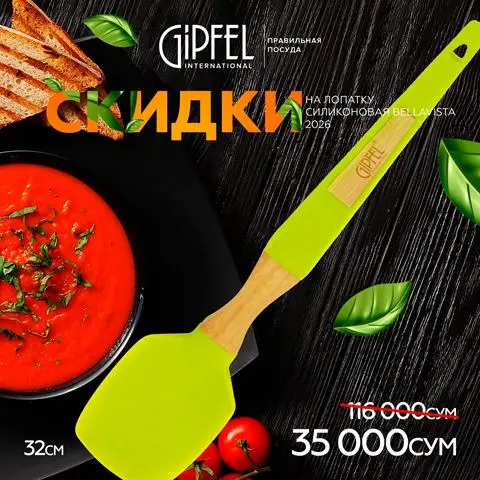 GiPFEL
INTERNATIONAL
ПРАВИЛЬНАЯ
ПОСУДА
СКИДКИ
НА ЛОПАТКУ
СИЛИКОНОВАЯ BELLAVISTA
2026
GiPFEL
116 000сум
35 000сум
32см